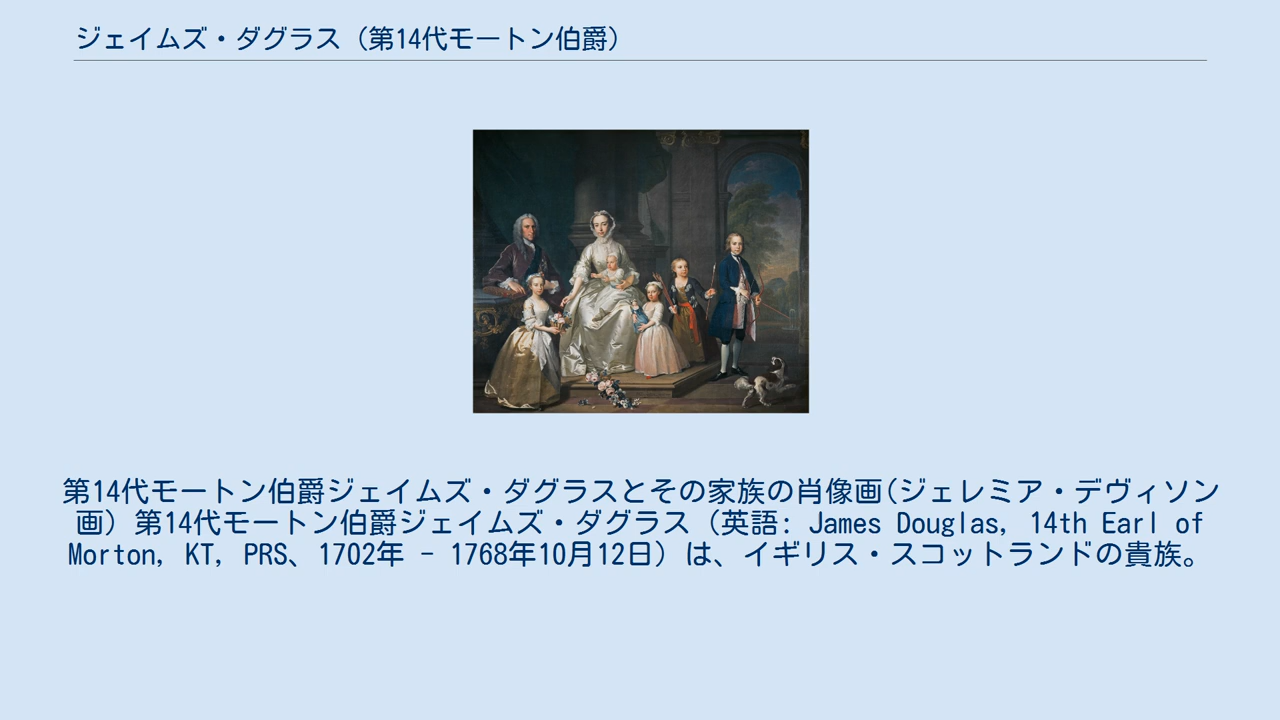 ジェイムズ・ダグラス（第14代モートン伯爵）
第14代モートン伯爵ジェイムズ・ダグラスとその家族の肖像画(ジェレミア・デヴィソン
画）第14代モートン伯爵ジェイムズ・ダグラス（英語: James Douglas, 14th Earl of
Morton, KT, PRS、1702年 – 1768年10月12日）は、イギリス・スコットランドの貴族。